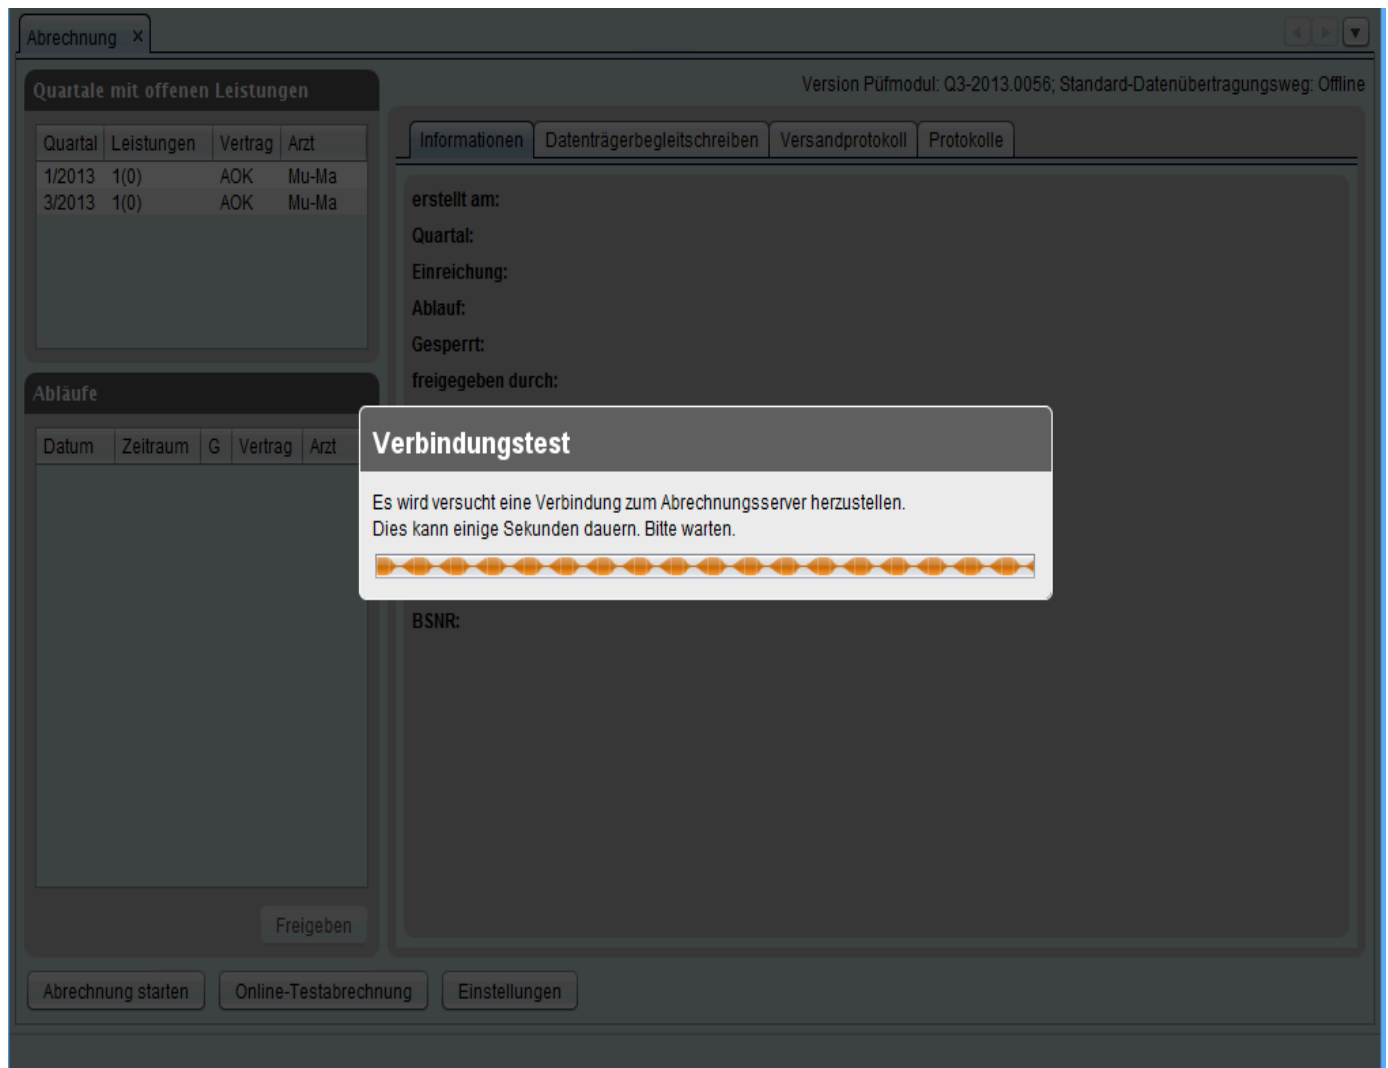 Abrechnung ×
Quartale mit offenen Leistungen
Version Püfmodul: Q3-2013.0056; Standard-Datenübertragungsweg: Offline
Quartal Leistungen Vertrag Arzt
1/2013 1(0) AOK Mu-Ma
3/2013 1(0) AOK Mu-Ma
Informationen Datenträgerbegleitschreiben Versandprotokoll Protokolle
erstellt am:
Quartal:
Einreichung:
Ablauf:
Gesperrt:
freigegeben durch:
Abläufe
Datum Zeitraum G Vertrag Arzt
Verbindungstest
Es wird versucht eine Verbindung zum Abrechnungsserver herzustellen.
Dies kann einige Sekunden dauern. Bitte warten.
BSNR:
Freigeben
Abrechnung starten Online-Testabrechnung Einstellungen